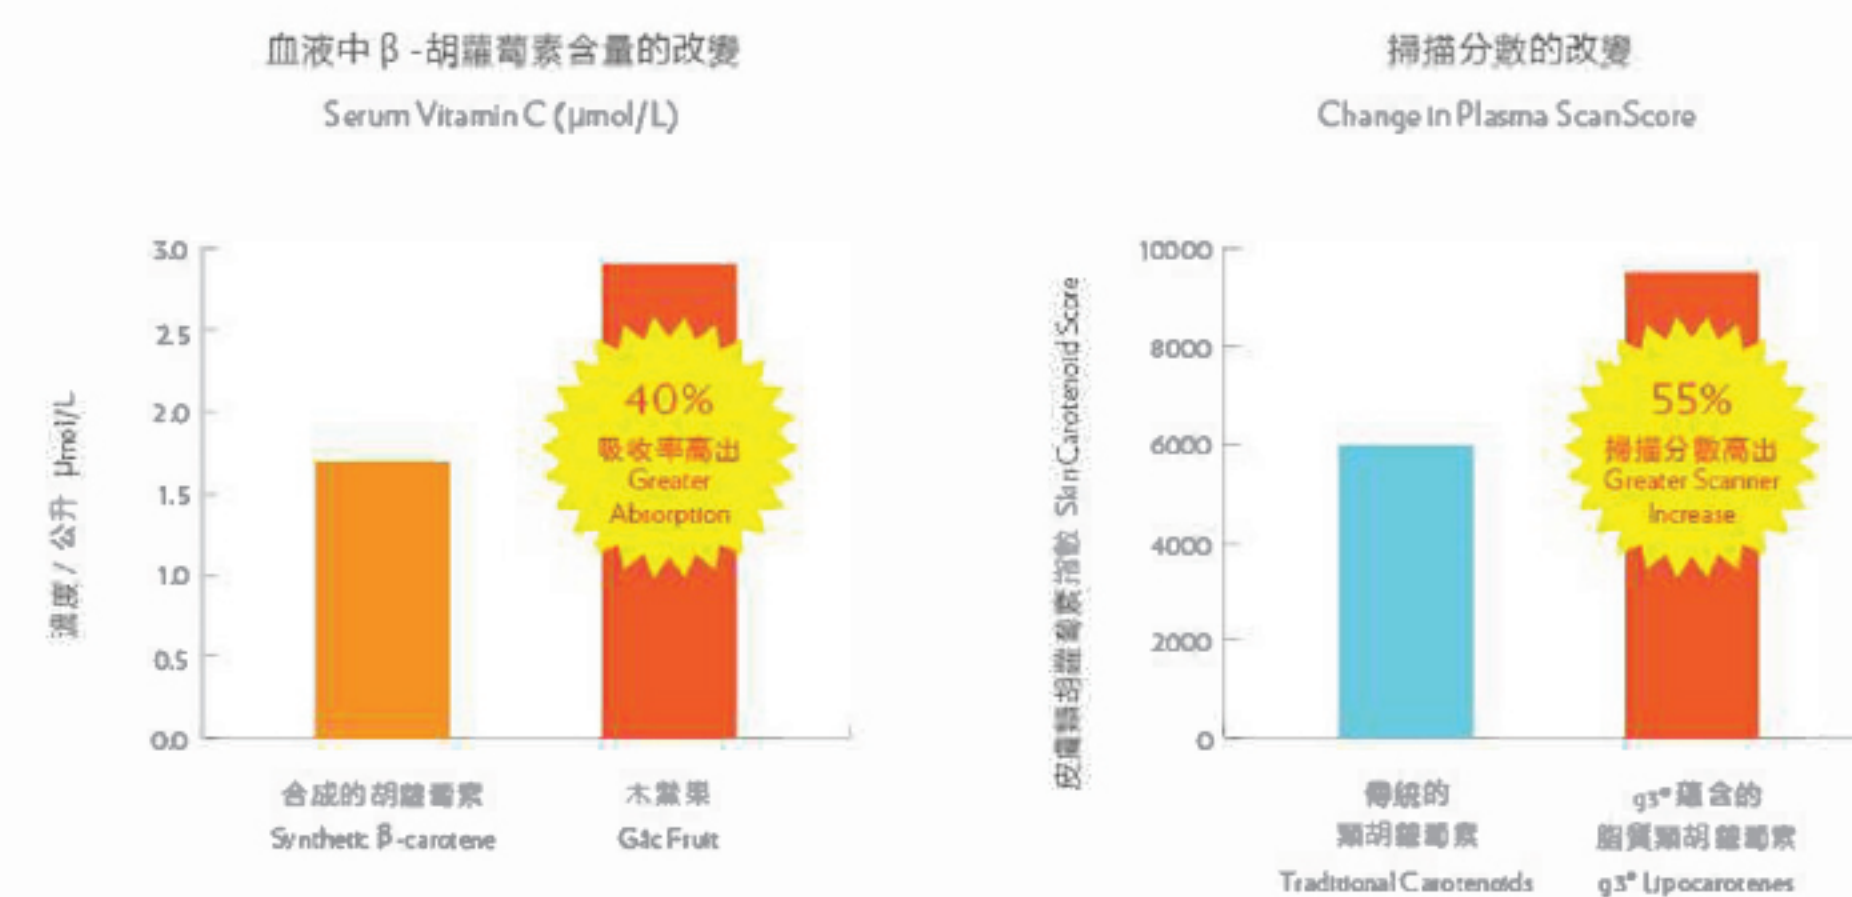 血液中 β -胡蘿蔔素含量的改變
Serum Vitamin C (μmol/L)
3.0
2.5
2.0
1.5
1.0
0.5
0.0
濃度 / 公升 μmol/L
40%
吸收率高出
Greater
Absorption
合成的胡蘿蔔素
Synthetic β-carotene
木鱉果
Gâc Fruit
掃描分數的改變
Change in Plasma ScanScore
10000
8000
6000
4000
2000
0
皮膚類胡蘿蔔素指數 Skin Carotenoid Score
55%
掃描分數高出
Greater Scanner
Increase
傳統的
類胡蘿蔔素
Traditional Carotenoids
g3® 蘊含的
脂質類胡蘿蔔素
g3® Lipocarotenes